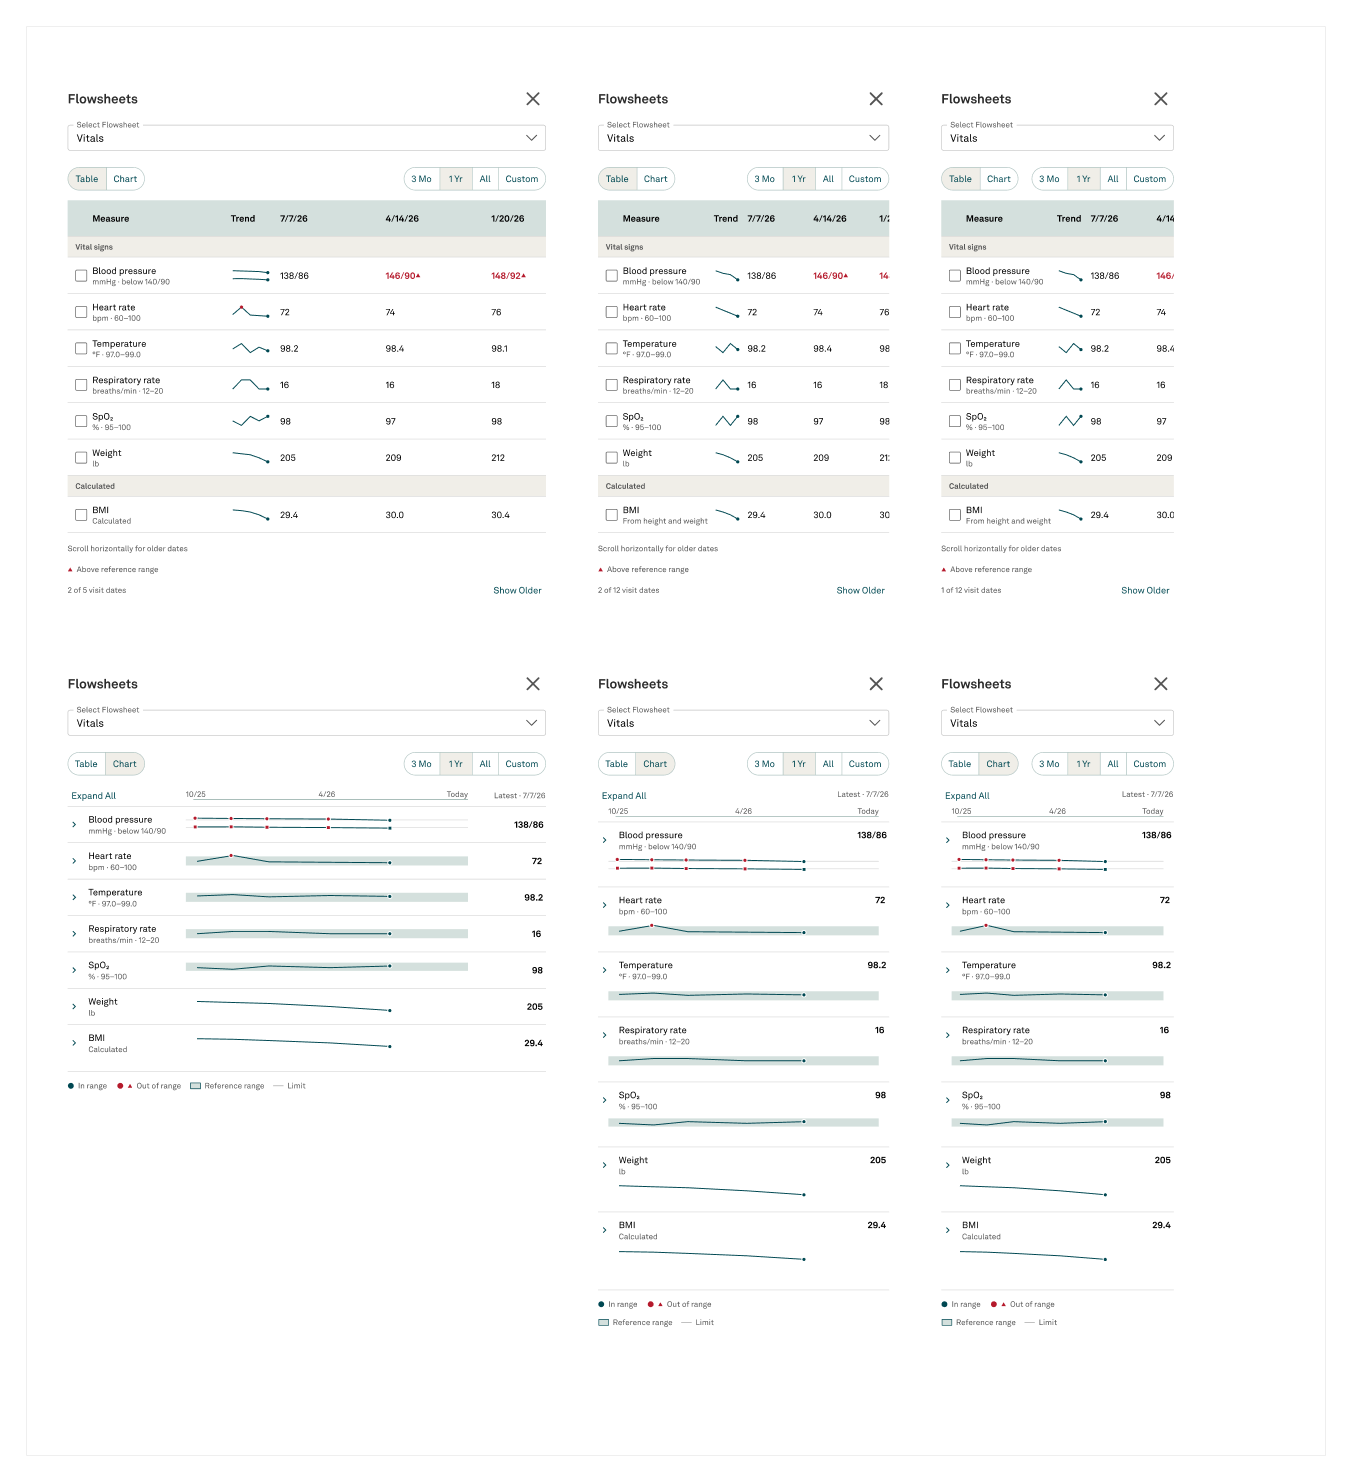 Flowsheets
Select Flowsheet
Vitals
Table Chart 3 Mo 1 Yr All Custom
Measure Trend 7/7/26 4/14/26 1/20/26
Vital signs
Blood pressure 138/86 146/90▲ 148/92▲
mmHg · below 140/90
Heart rate 72 74 76
bpm · 60–100
Temperature 98.2 98.4 98.1
°F · 97.0–99.0
Respiratory rate 16 16 18
breaths/min · 12–20
SpO₂ 98 97 98
% · 95–100
Weight 205 209 212
lb
Calculated
BMI 29.4 30.0 30.4
Calculated
Scroll horizontally for older dates
▲ Above reference range
2 of 5 visit dates Show Older
Flowsheets
Select Flowsheet
Vitals
Table Chart 3 Mo 1 Yr All Custom
Measure Trend 7/7/26 4/14/26 1/2
Vital signs
Blood pressure 138/86 146/90▲ 14
mmHg · below 140/90
Heart rate 72 74 76
bpm · 60–100
Temperature 98.2 98.4 98
°F · 97.0–99.0
Respiratory rate 16 16 18
breaths/min · 12–20
SpO₂ 98 97 98
% · 95–100
Weight 205 209 21
lb
Calculated
BMI 29.4 30.0 30
From height and weight
Scroll horizontally for older dates
▲ Above reference range
2 of 12 visit dates Show Older
Flowsheets
Select Flowsheet
Vitals
Table Chart 3 Mo 1 Yr All Custom
Measure Trend 7/7/26 4/14
Vital signs
Blood pressure 138/86 146/
mmHg · below 140/90
Heart rate 72 74
bpm · 60–100
Temperature 98.2 98.4
°F · 97.0–99.0
Respiratory rate 16 16
breaths/min · 12–20
SpO₂ 98 97
% · 95–100
Weight 205 209
lb
Calculated
BMI 29.4 30.0
From height and weight
Scroll horizontally for older dates
▲ Above reference range
1 of 12 visit dates Show Older
Flowsheets
Select Flowsheet
Vitals
Table Chart 3 Mo 1 Yr All Custom
Expand All 10/25 4/26 Today Latest · 7/7/26
Blood pressure 138/86
mmHg · below 140/90
Heart rate 72
bpm · 60–100
Temperature 98.2
°F · 97.0–99.0
Respiratory rate 16
breaths/min · 12–20
SpO₂ 98
% · 95–100
Weight 205
lb
BMI 29.4
Calculated
In range ▲ Out of range Reference range Limit
Flowsheets
Select Flowsheet
Vitals
Table Chart 3 Mo 1 Yr All Custom
Expand All Latest · 7/7/26
10/25 4/26 Today
Blood pressure 138/86
mmHg · below 140/90
Heart rate 72
bpm · 60–100
Temperature 98.2
°F · 97.0–99.0
Respiratory rate 16
breaths/min · 12–20
SpO₂ 98
% · 95–100
Weight 205
lb
BMI 29.4
Calculated
In range ▲ Out of range
Reference range Limit
Flowsheets
Select Flowsheet
Vitals
Table Chart 3 Mo 1 Yr All Custom
Expand All Latest · 7/7/26
10/25 4/26 Today
Blood pressure 138/86
mmHg · below 140/90
Heart rate 72
bpm · 60–100
Temperature 98.2
°F · 97.0–99.0
Respiratory rate 16
breaths/min · 12–20
SpO₂ 98
% · 95–100
Weight 205
lb
BMI 29.4
Calculated
In range ▲ Out of range
Reference range Limit